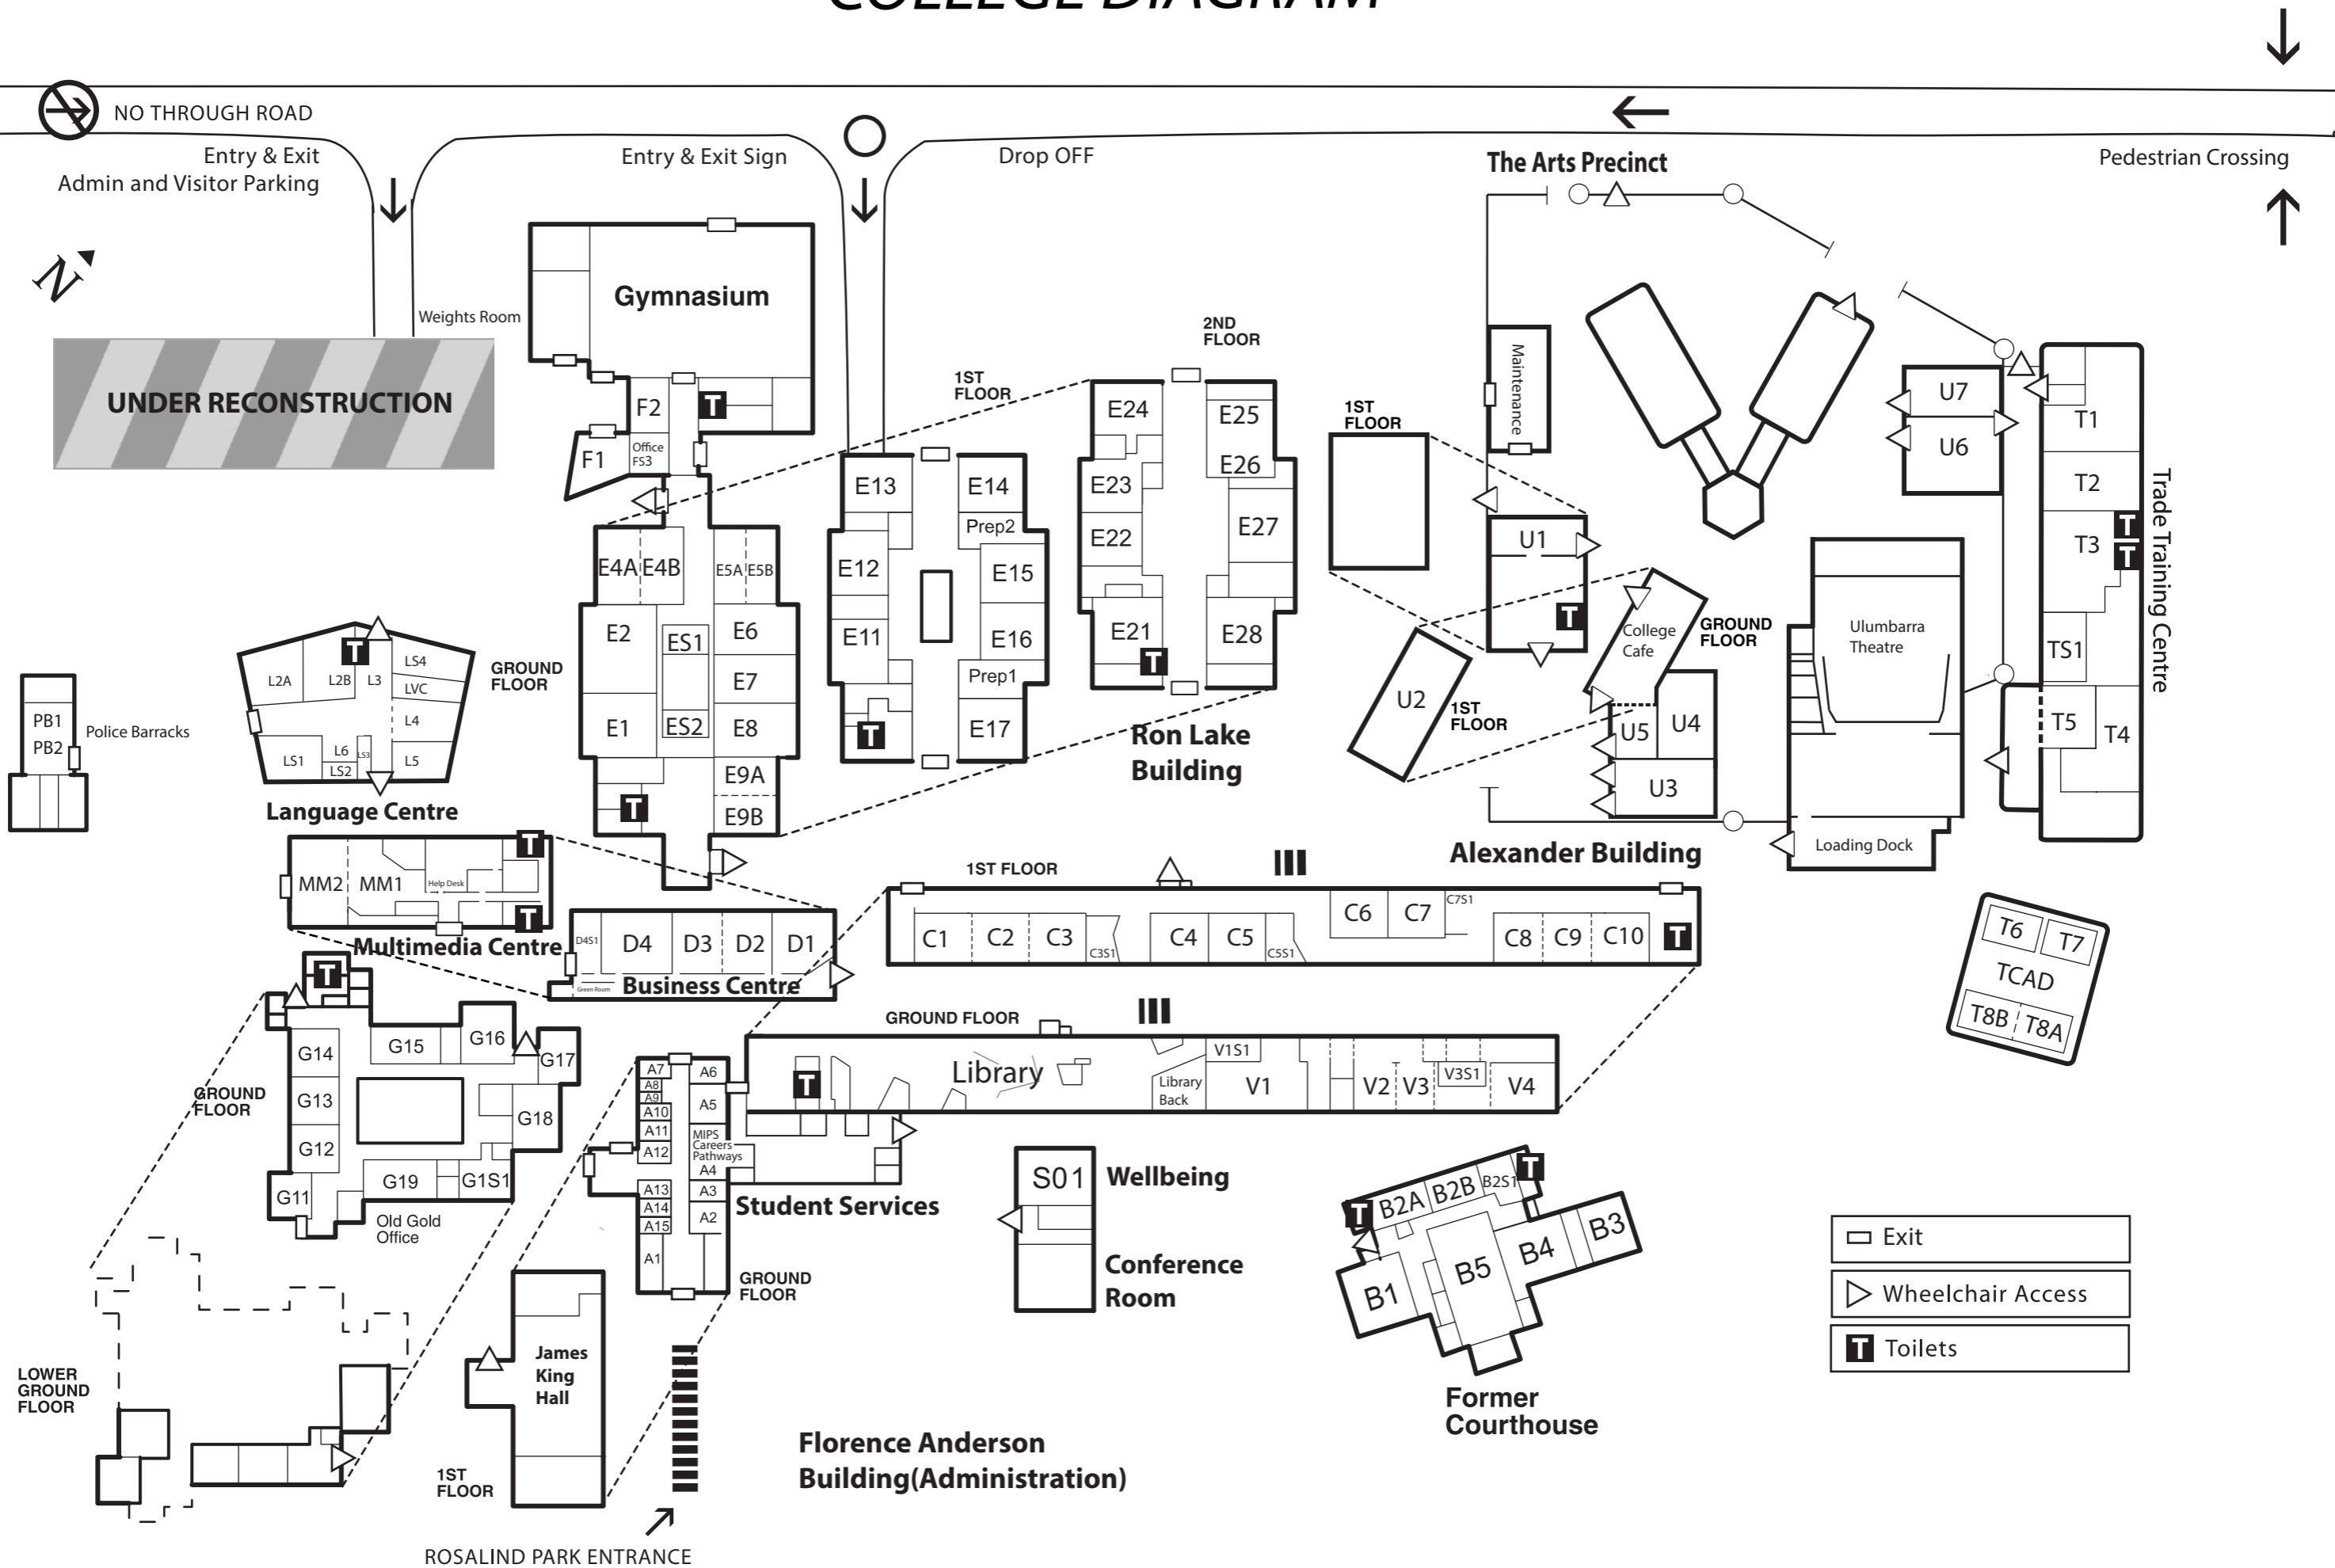 COLLEGE DIAGRAM
NO THROUGH ROAD
Entry & Exit
Admin and Visitor Parking
Entry & Exit Sign
Drop OFF
The Arts Precinct
Pedestrian Crossing
N
Weights Room
Gymnasium
UNDER RECONSTRUCTION
F2
T
F1
Office
FS3
1ST
FLOOR
2ND
FLOOR
E13
E14
Prep2
E12
E15
E11
E16
Prep1
E17
T
E24
E25
E26
E23
E22
E27
E21
E28
T
Ron Lake
Building
E4A
E4B
E5A
E5B
E2
ES1
E6
E7
E1
ES2
E8
E9A
E9B
T
GROUND
FLOOR
1ST
FLOOR
Maintenance
U1
T
U2
1ST
FLOOR
College
Cafe
GROUND
FLOOR
U5
U4
U3
Alexander Building
U7
U6
Ulumbarra
Theatre
Loading Dock
T1
T2
T3
T
T
TS1
T5
T4
Trade Training Centre
T6
T7
TCAD
T8B
T8A
PB1
PB2
Police Barracks
L2A
L2B
T
L3
LS4
LVC
L4
L5
LS1
L6
LS2
LS3
Language Centre
MM2
MM1
Help Desk
T
T
Multimedia Centre
D4S1
D4
D3
D2
D1
Green Room
Business Centre
1ST FLOOR
C1
C2
C3
C3S1
C4
C5
C5S1
C6
C7
C7S1
C8
C9
C10
T
GROUND FLOOR
T
Library
Library
Back
V1S1
V1
V2
V3
V3S1
V4
T
G14
G13
G12
G11
G15
G16
G17
G18
G19
G1S1
Old Gold
Office
GROUND
FLOOR
LOWER
GROUND
FLOOR
A7
A8
A9
A10
A11
A12
A13
A14
A15
A1
A6
A5
MIPS
Careers
Pathways
A4
A3
A2
Student Services
GROUND
FLOOR
James
King
Hall
1ST
FLOOR
ROSALIND PARK ENTRANCE
Florence Anderson
Building(Administration)
S01
Wellbeing
Conference
Room
T
B2A
B2B
B2S1
T
B1
B5
B4
B3
Former
Courthouse
Exit
Wheelchair Access
T Toilets